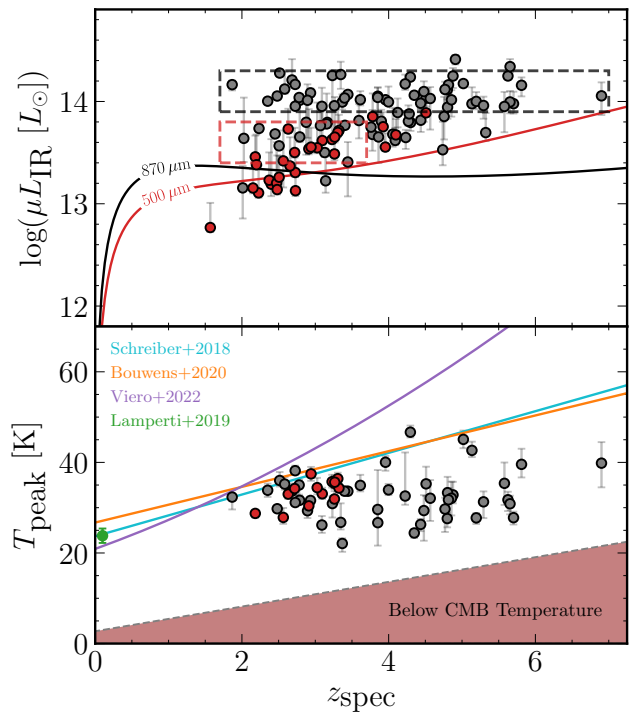 log(μL_IR [L_⊙])
14
13
12
870 μm
500 μm
T_peak [K]
60
40
20
0
Schreiber+2018
Bouwens+2020
Viero+2022
Lamperti+2019
Below CMB Temperature
0 2 4 6
z_spec